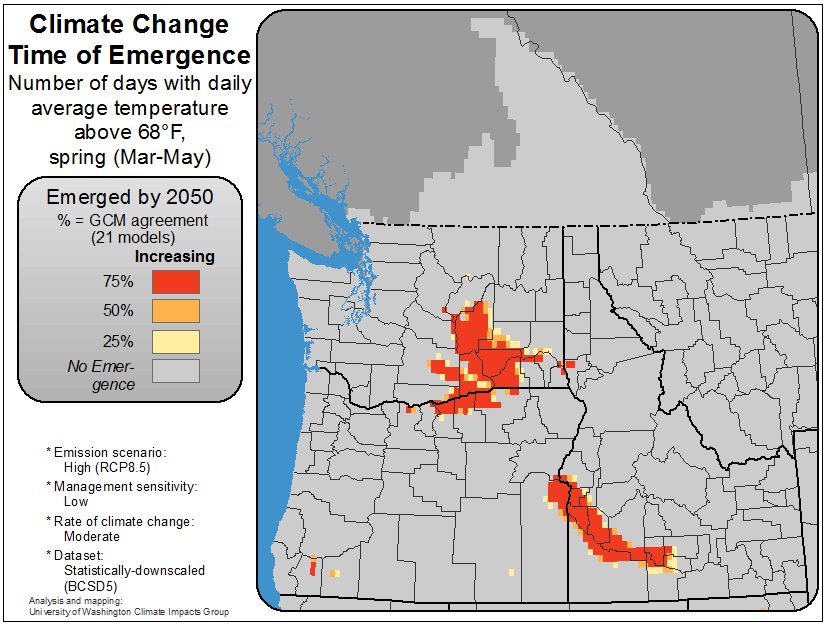 Climate Change
Time of Emergence
Number of days with daily
average temperature
above 68°F,
spring (Mar-May)
Emerged by 2050
% = GCM agreement
(21 models)
Increasing
75%
50%
25%
No Emer-
gence
* Emission scenario:
High (RCP8.5)
* Management sensitivity:
Low
* Rate of climate change:
Moderate
* Dataset:
Statistically-downscaled
(BCSD5)
Analysis and mapping:
University of Washington Climate Impacts Group